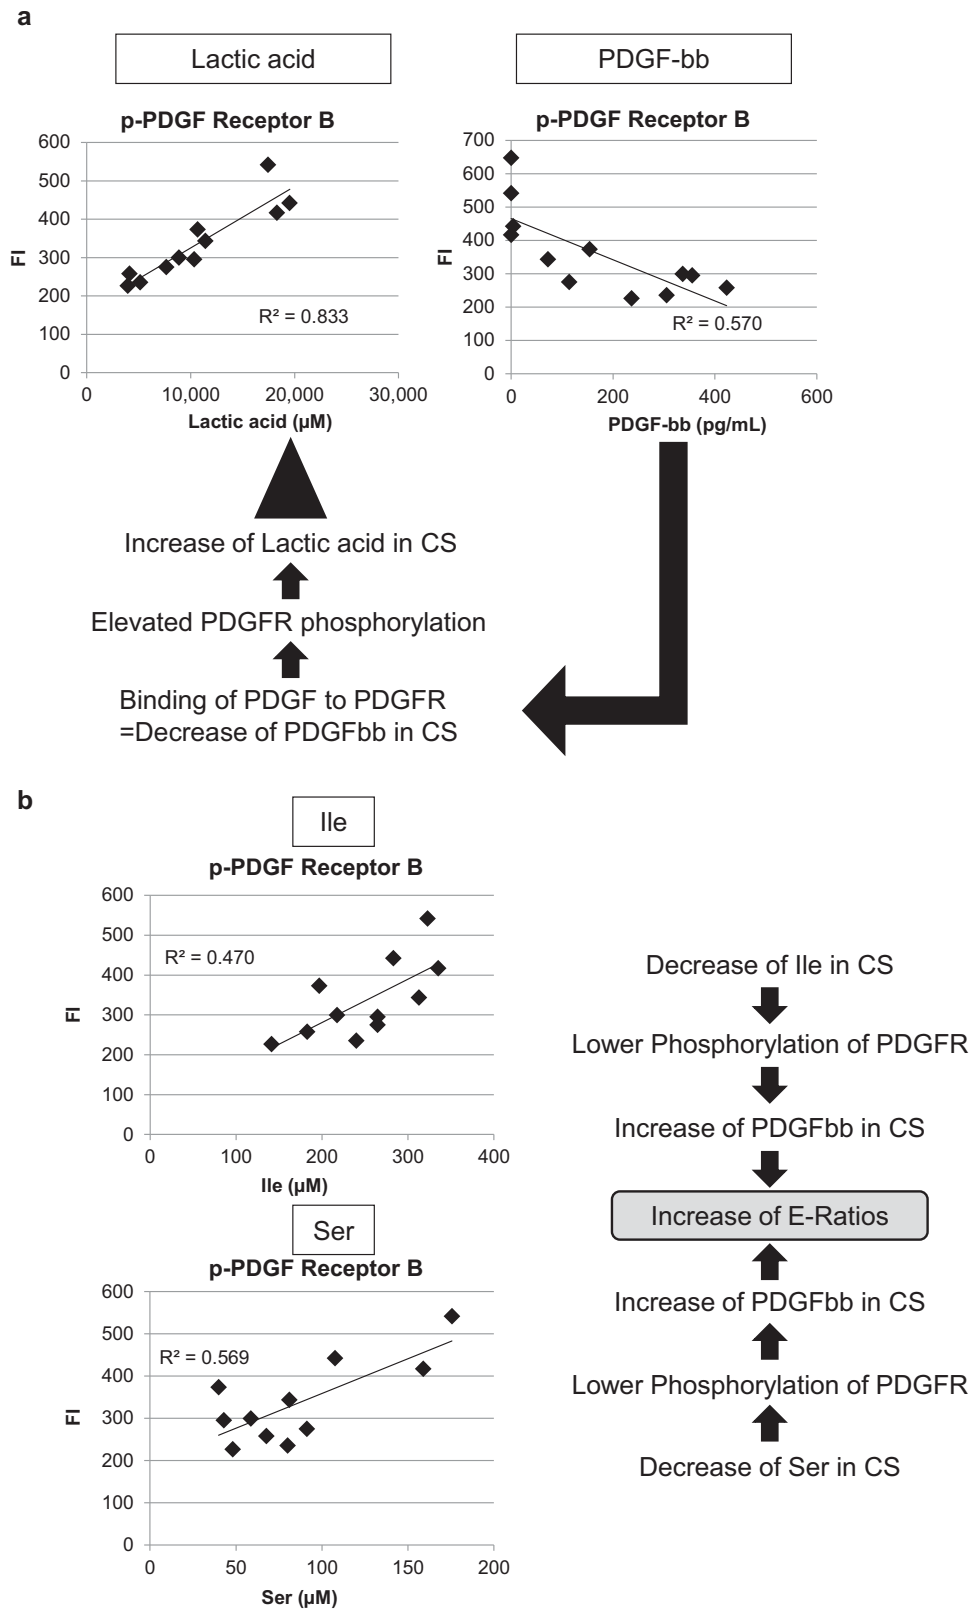 a
Lactic acid
PDGF-bb
p-PDGF Receptor B
600
500
400
300
200
100
0
FI
R² = 0.833
0
10,000
20,000
30,000
Lactic acid (µM)
p-PDGF Receptor B
700
600
500
400
300
200
100
0
FI
R² = 0.570
0
200
400
600
PDGF-bb (pg/mL)
Increase of Lactic acid in CS
Elevated PDGFR phosphorylation
Binding of PDGF to PDGFR
=Decrease of PDGFbb in CS
b
Ile
p-PDGF Receptor B
600
500
400
300
200
100
0
FI
R² = 0.470
0
100
200
300
400
Ile (µM)
Ser
p-PDGF Receptor B
600
500
400
300
200
100
0
FI
R² = 0.569
0
50
100
150
200
Ser (µM)
Decrease of Ile in CS
Lower Phosphorylation of PDGFR
Increase of PDGFbb in CS
Increase of E-Ratios
Increase of PDGFbb in CS
Lower Phosphorylation of PDGFR
Decrease of Ser in CS